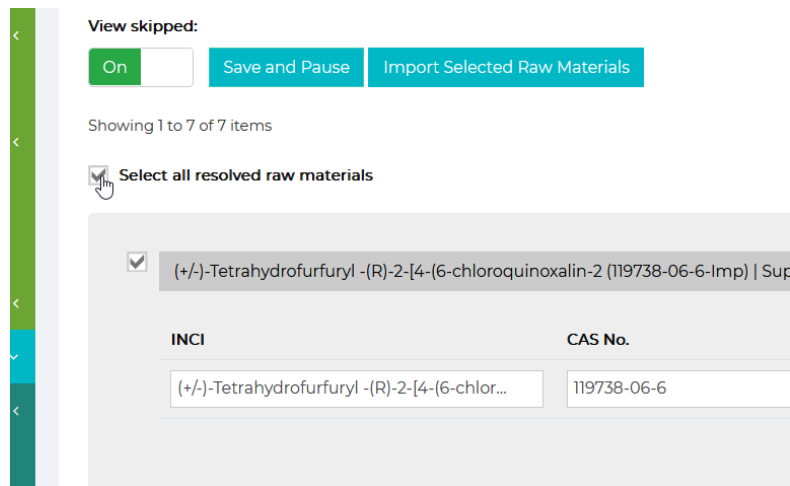 View skipped:
On
Save and Pause
Import Selected Raw Materials
Showing 1 to 7 of 7 items
Select all resolved raw materials
(+/-)-Tetrahydrofurfuryl -(R)-2-[4-(6-chloroquinoxalin-2 (119738-06-6-Imp) | Sup
INCI
CAS No.
(+/-)-Tetrahydrofurfuryl -(R)-2-[4-(6-chlor...
119738-06-6